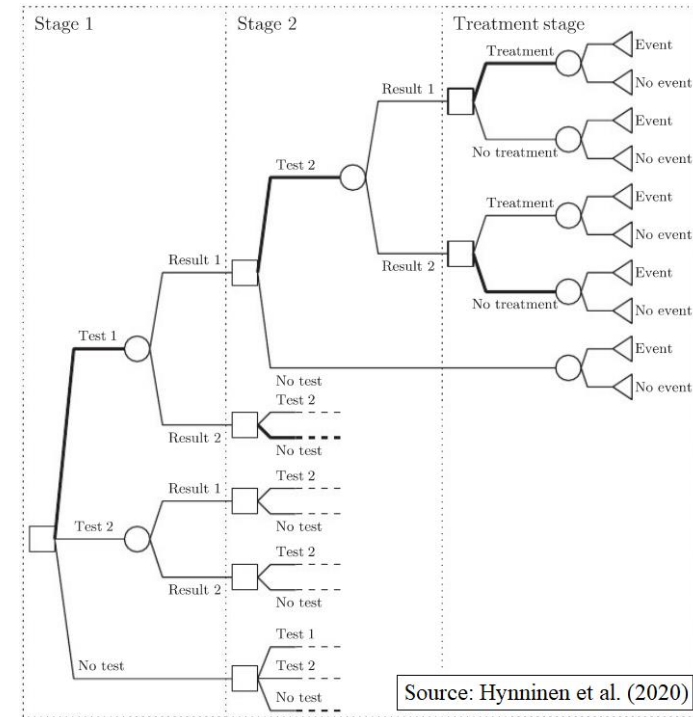 Stage 1
Stage 2
Treatment stage
Treatment
Event
No event
Result 1
Event
No treatment
No event
Test 2
Treatment
Event
No event
Result 1
Result 2
Event
No treatment
No event
Test 1
Event
No test
No event
Test 2
Result 2
No test
Result 1
Test 2
No test
Test 2
Test 2
Result 2
No test
Test 1
No test
Test 2
No test
Source: Hynninen et al. (2020)